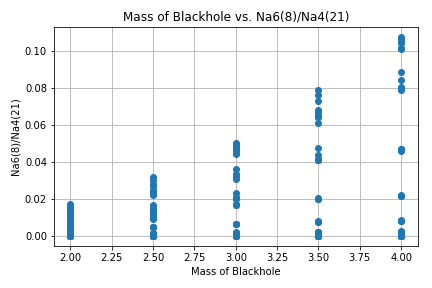 Mass of Blackhole vs. Na6(8)/Na4(21)
Na6(8)/Na4(21)
0.10
0.08
0.06
0.04
0.02
0.00
2.00 2.25 2.50 2.75 3.00 3.25 3.50 3.75 4.00
Mass of Blackhole